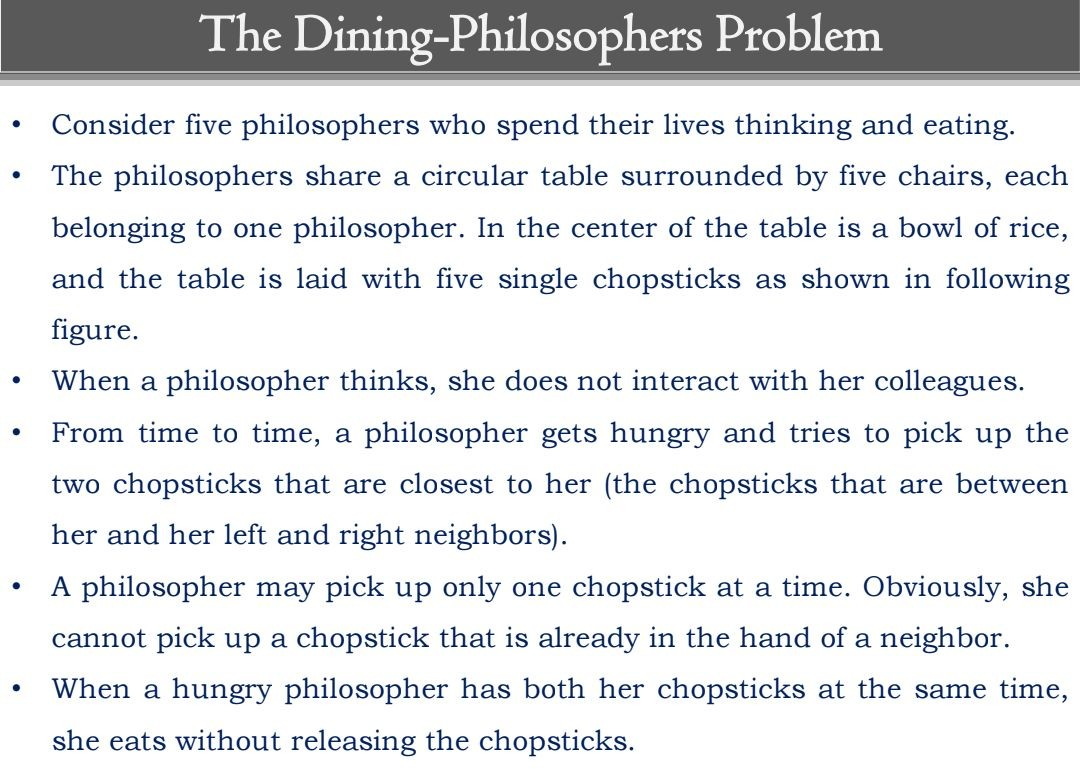 The Dining-Philosophers Problem
• Consider five philosophers who spend their lives thinking and eating.
• The philosophers share a circular table surrounded by five chairs, each
belonging to one philosopher. In the center of the table is a bowl of rice,
and the table is laid with five single chopsticks as shown in following
figure.
• When a philosopher thinks, she does not interact with her colleagues.
• From time to time, a philosopher gets hungry and tries to pick up the
two chopsticks that are closest to her (the chopsticks that are between
her and her left and right neighbors).
• A philosopher may pick up only one chopstick at a time. Obviously, she
cannot pick up a chopstick that is already in the hand of a neighbor.
• When a hungry philosopher has both her chopsticks at the same time,
she eats without releasing the chopsticks.